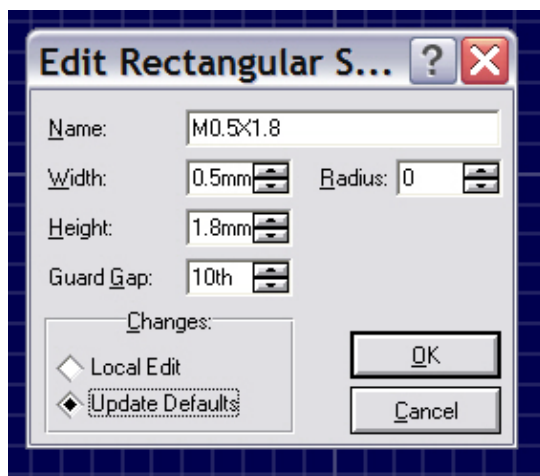 Edit Rectangular S... ?
Name: M0.5X1.8
Width: 0.5mm Radius: 0
Height: 1.8mm
Guard Gap: 10th
Changes:
Local Edit
Update Defaults
OK
Cancel